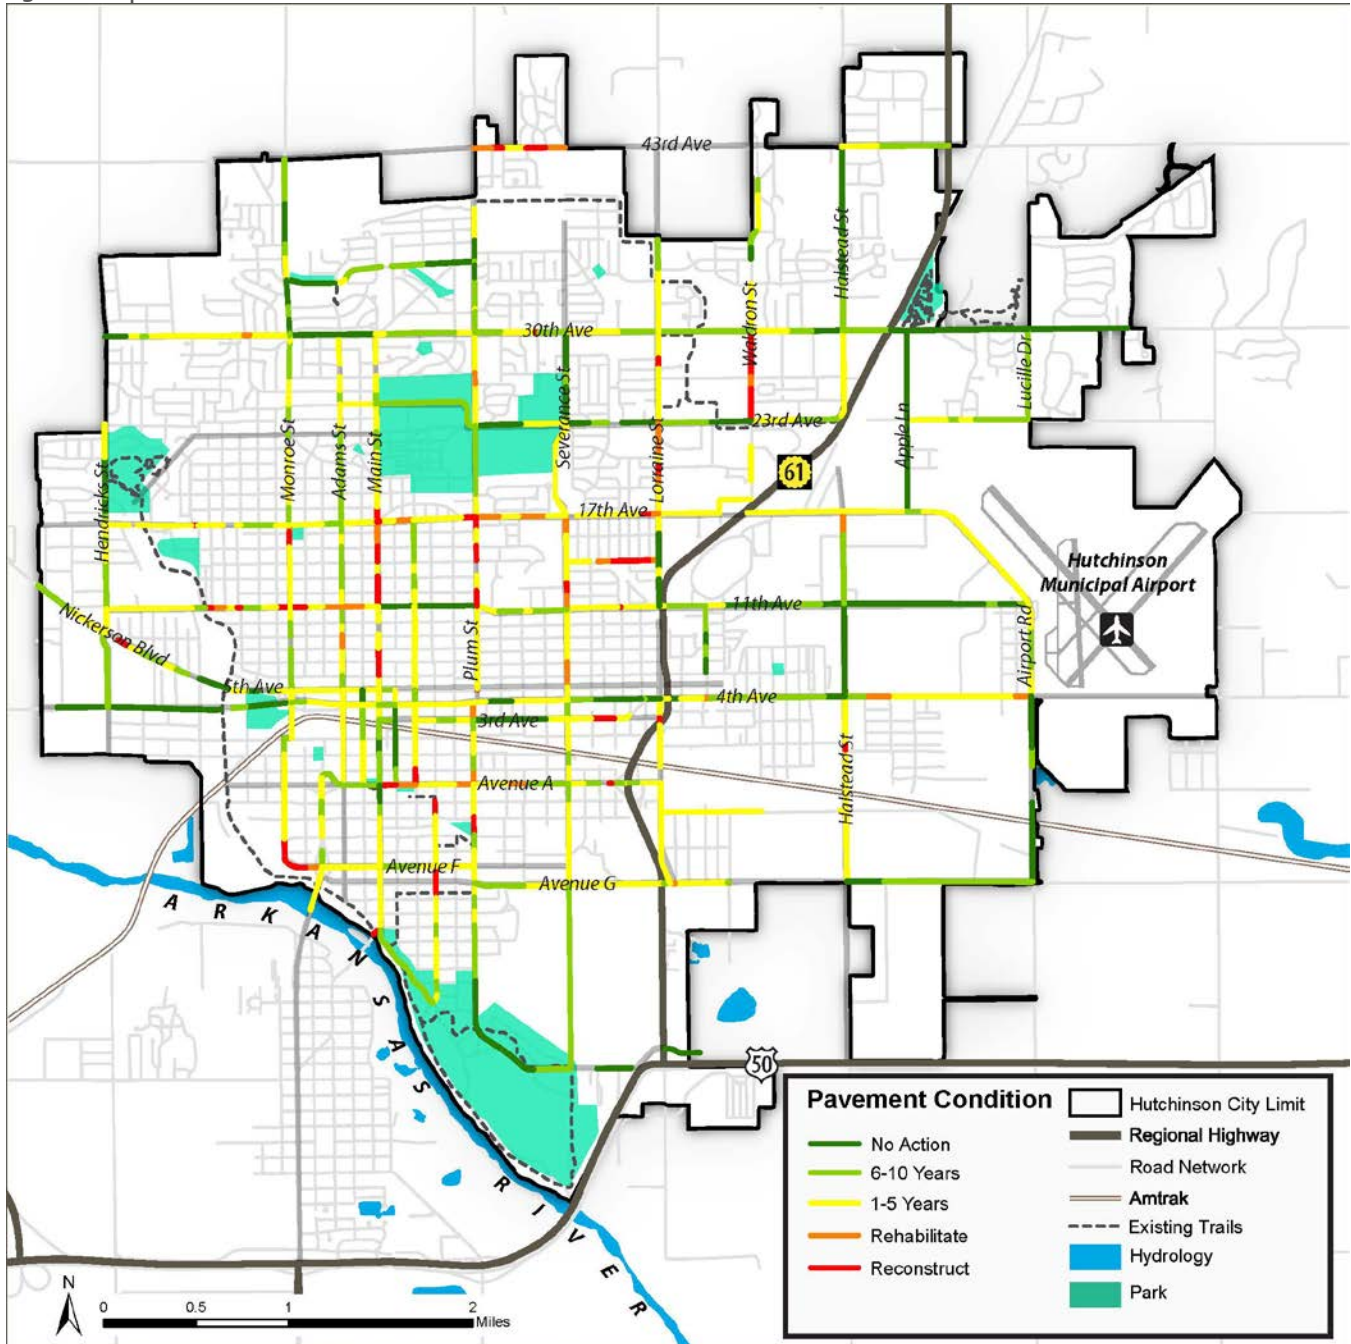 43rd Ave
Halstead St
30th Ave
Waldron St
Lucille Dr
Severance St
23rd Ave
Apple Ln
Hendricks St
Monroe St
Adams St
Main St
Lorraine St
61
17th Ave
Hutchinson
Municipal Airport
11th Ave
Nickerson Blvd
Plum St
Airport Rd
5th Ave
4th Ave
3rd Ave
Avenue A
Halstead St
Avenue F
Avenue G
ARKANSAS RIVER
50
Pavement Condition
No Action
6-10 Years
1-5 Years
Rehabilitate
Reconstruct
Hutchinson City Limit
Regional Highway
Road Network
Amtrak
Existing Trails
Hydrology
Park
N
0 0.5 1 2
Miles